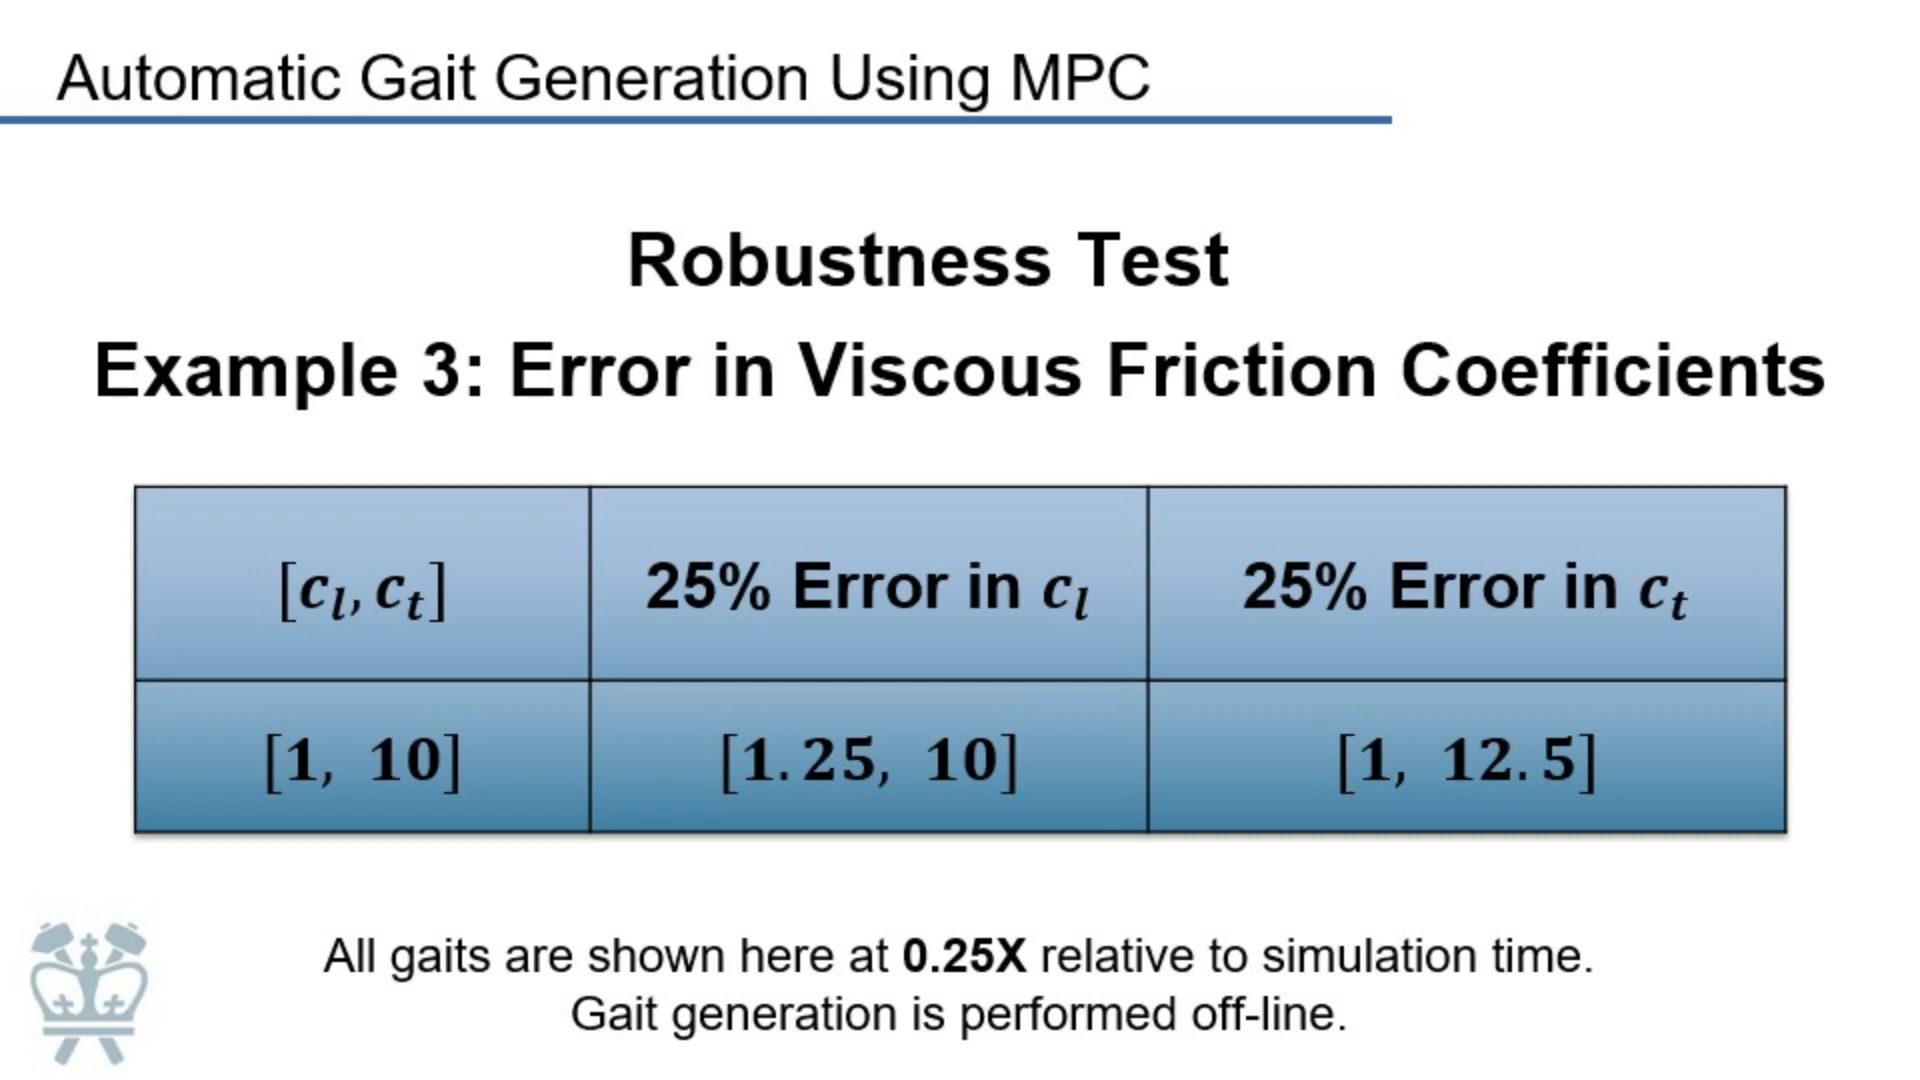 Automatic Gait Generation Using MPC
Robustness Test
Example 3: Error in Viscous Friction Coefficients
[c_l, c_t] 25% Error in c_l 25% Error in c_t
[1, 10] [1.25, 10] [1, 12.5]
All gaits are shown here at 0.25X relative to simulation time.
Gait generation is performed off-line.